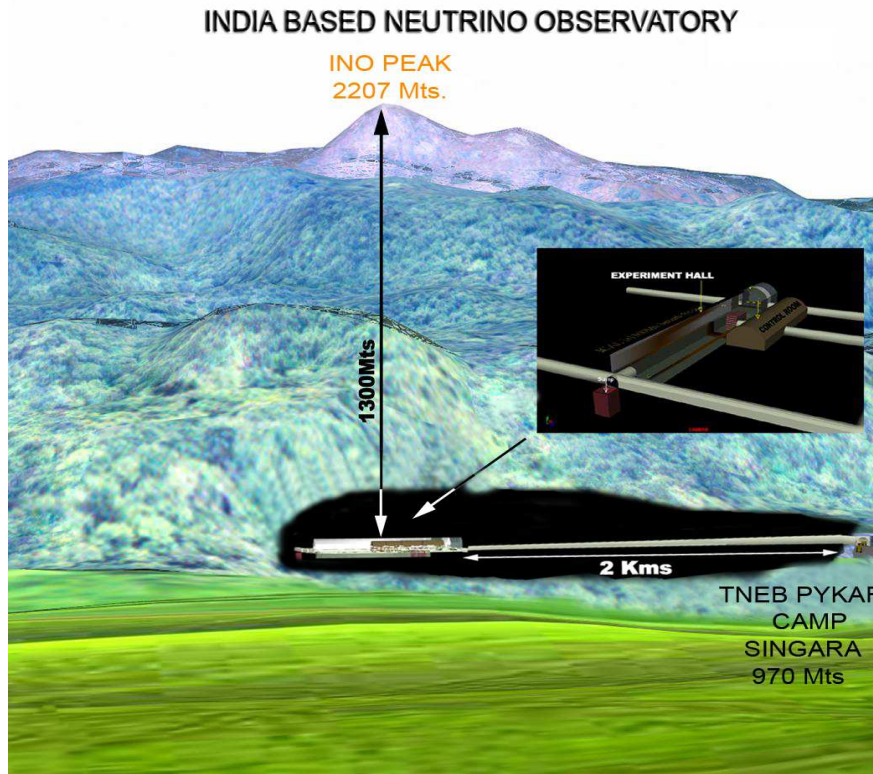 INDIA BASED NEUTRINO OBSERVATORY
INO PEAK
2207 Mts.
1300Mts
EXPERIMENT HALL
CONTROL ROOM
2 Kms
TNEB PYKAR
CAMP
SINGARA
970 Mts